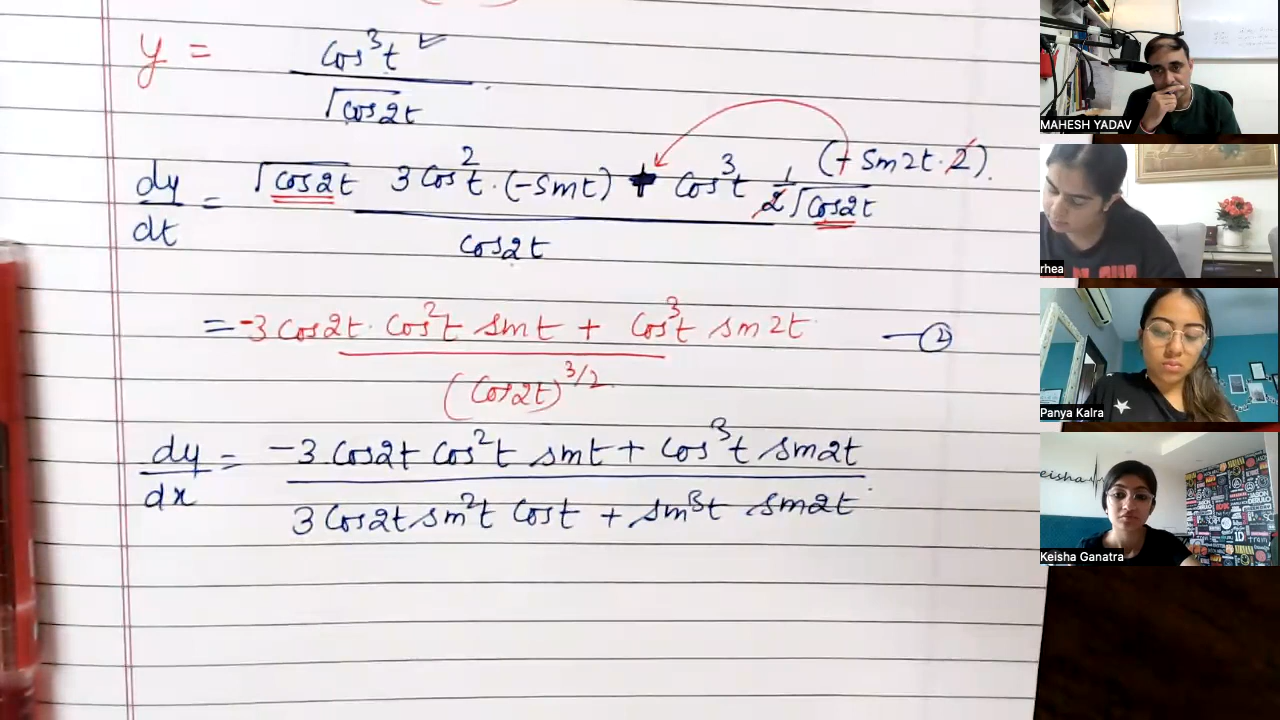 y = cos³t / √cos2t
dy/dt = √cos2t 3cos²t·(-sint) + cos³t 1/2√cos2t (+sin2t·2) / cos2t
= -3cos2t·cos²t sint + cos³t sin2t / (cos2t)^3/2 —②
dy/dx = -3cos2t cos²t sint + cos³t sin2t / 3cos2t sin²t cost + sin³t sin2t
MAHESH YADAV
rhea
Panya Kalra
eisha
Keisha Ganatra